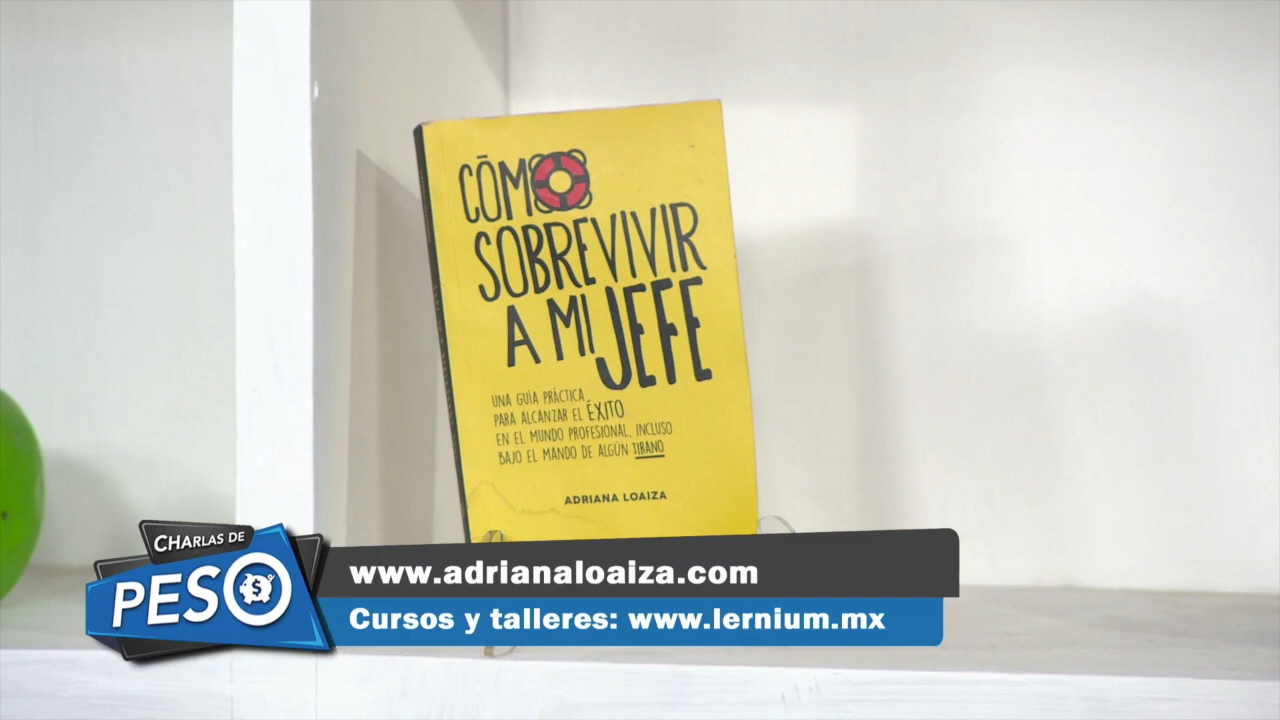 CÓMO
SOBREVIVIR
A MI JEFE
UNA GUÍA PRÁCTICA
PARA ALCANZAR EL ÉXITO
EN EL MUNDO PROFESIONAL, INCLUSO
BAJO EL MANDO DE ALGÚN TIRANO
ADRIANA LOAIZA
CHARLAS DE
PESO
www.adrianaloaiza.com
Cursos y talleres: www.lernium.mx